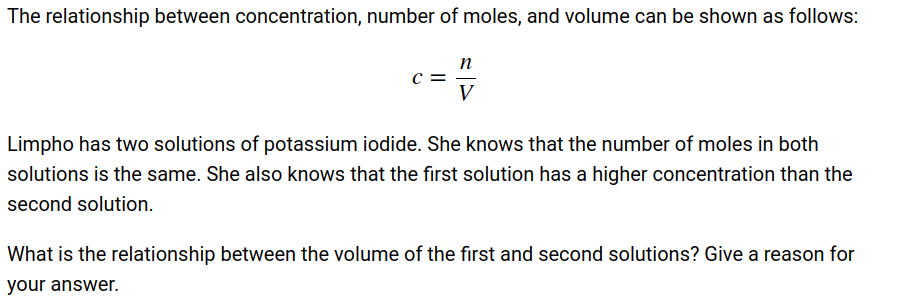 The relationship between concentration, number of moles, and volume can be shown as follows:
c = n/V
Limpho has two solutions of potassium iodide. She knows that the number of moles in both
solutions is the same. She also knows that the first solution has a higher concentration than the
second solution.
What is the relationship between the volume of the first and second solutions? Give a reason for
your answer.